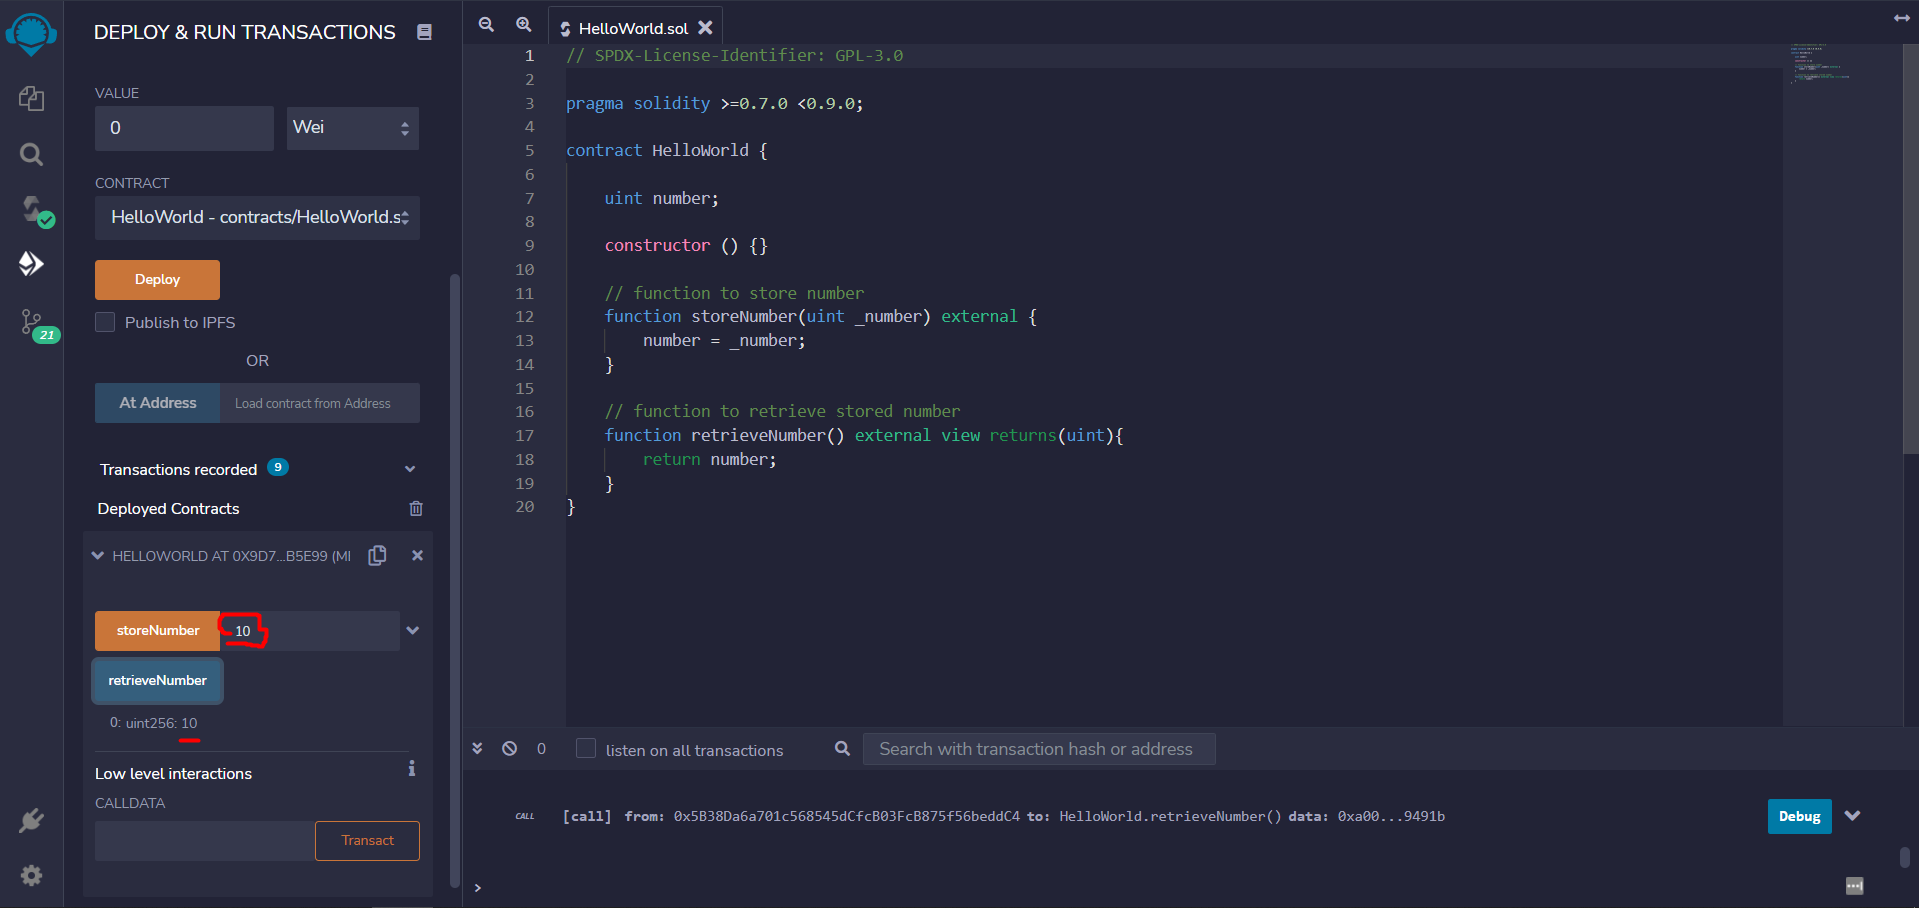 DEPLOY & RUN TRANSACTIONS
VALUE
0
Wei
CONTRACT
HelloWorld - contracts/HelloWorld.s
Deploy
Publish to IPFS
OR
At Address
Load contract from Address
Transactions recorded 9
Deployed Contracts
HELLOWORLD AT 0X9D7...B5E99 (MI
storeNumber
10
retrieveNumber
0: uint256: 10
Low level interactions
i
CALLDATA
Transact
21
HelloWorld.sol
1 // SPDX-License-Identifier: GPL-3.0
2
3 pragma solidity >=0.7.0 <0.9.0;
4
5 contract HelloWorld {
6
7 uint number;
8
9 constructor () {}
10
11 // function to store number
12 function storeNumber(uint _number) external {
13 number = _number;
14 }
15
16 // function to retrieve stored number
17 function retrieveNumber() external view returns(uint){
18 return number;
19 }
20 }
0
listen on all transactions
Search with transaction hash or address
CALL [call] from: 0x5B38Da6a701c568545dCfcB03FcB875f56beddC4 to: HelloWorld.retrieveNumber() data: 0xa00...9491b
Debug
>